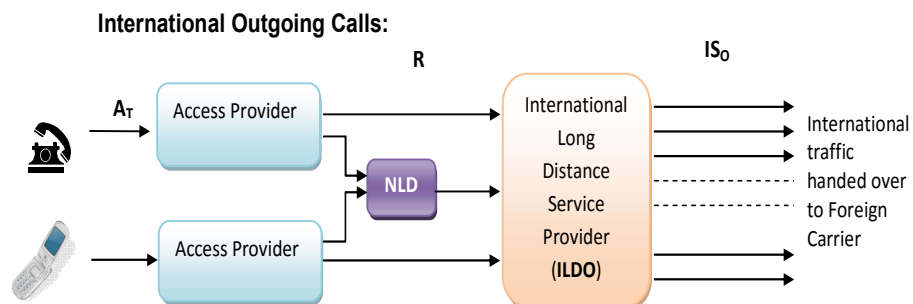 International Outgoing Calls:
R
ISO
AT
Access Provider
NLD
Access Provider
International
Long
Distance
Service
Provider
(ILDO)
International
traffic
handed over
to Foreign
Carrier